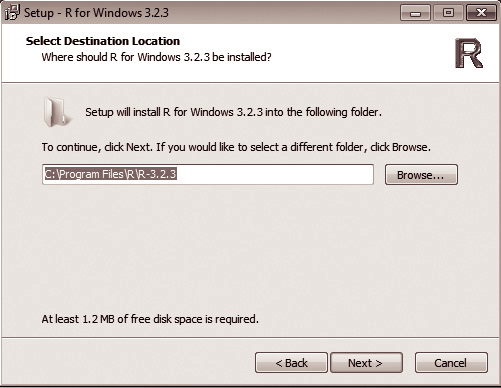 Setup - R for Windows 3.2.3
Select Destination Location
Where should R for Windows 3.2.3 be installed?
R
Setup will install R for Windows 3.2.3 into the following folder.
To continue, click Next. If you would like to select a different folder, click Browse.
C:\Program Files\R\R-3.2.3
Browse...
At least 1.2 MB of free disk space is required.
< Back
Next >
Cancel